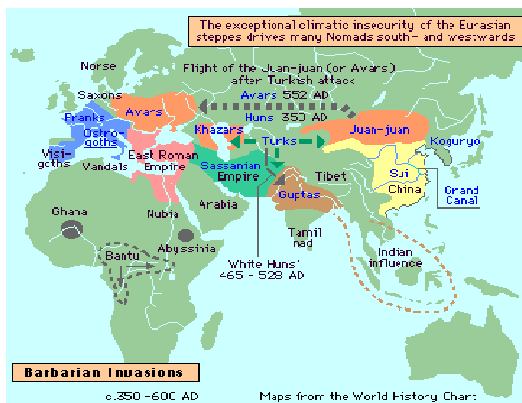 The exceptional climatic insecurity of the Eurasian
steppes drives many Nomads south- and westwards
Norse
Flight of the Juan-juan (or Avars)
after Turkish attack
Saxons
Avars 552 AD
Avars
Franks
Huns 350 AD
Khazars
Juan-juan
Ostro-
goths
Turks
Koguryo
Visi-
goths
East Roman
Empire
Vandals
Sassanian
Empire
Tibet
Sui
China
Grand
Canal
Guptas
Arabia
Ghana
Nubia
Tamil
nad
Abyssinia
Bantu
White Huns'
465 - 528 AD
Indian
influence
Barbarian Invasions
c.350 -600 AD
Maps from the World History Chart